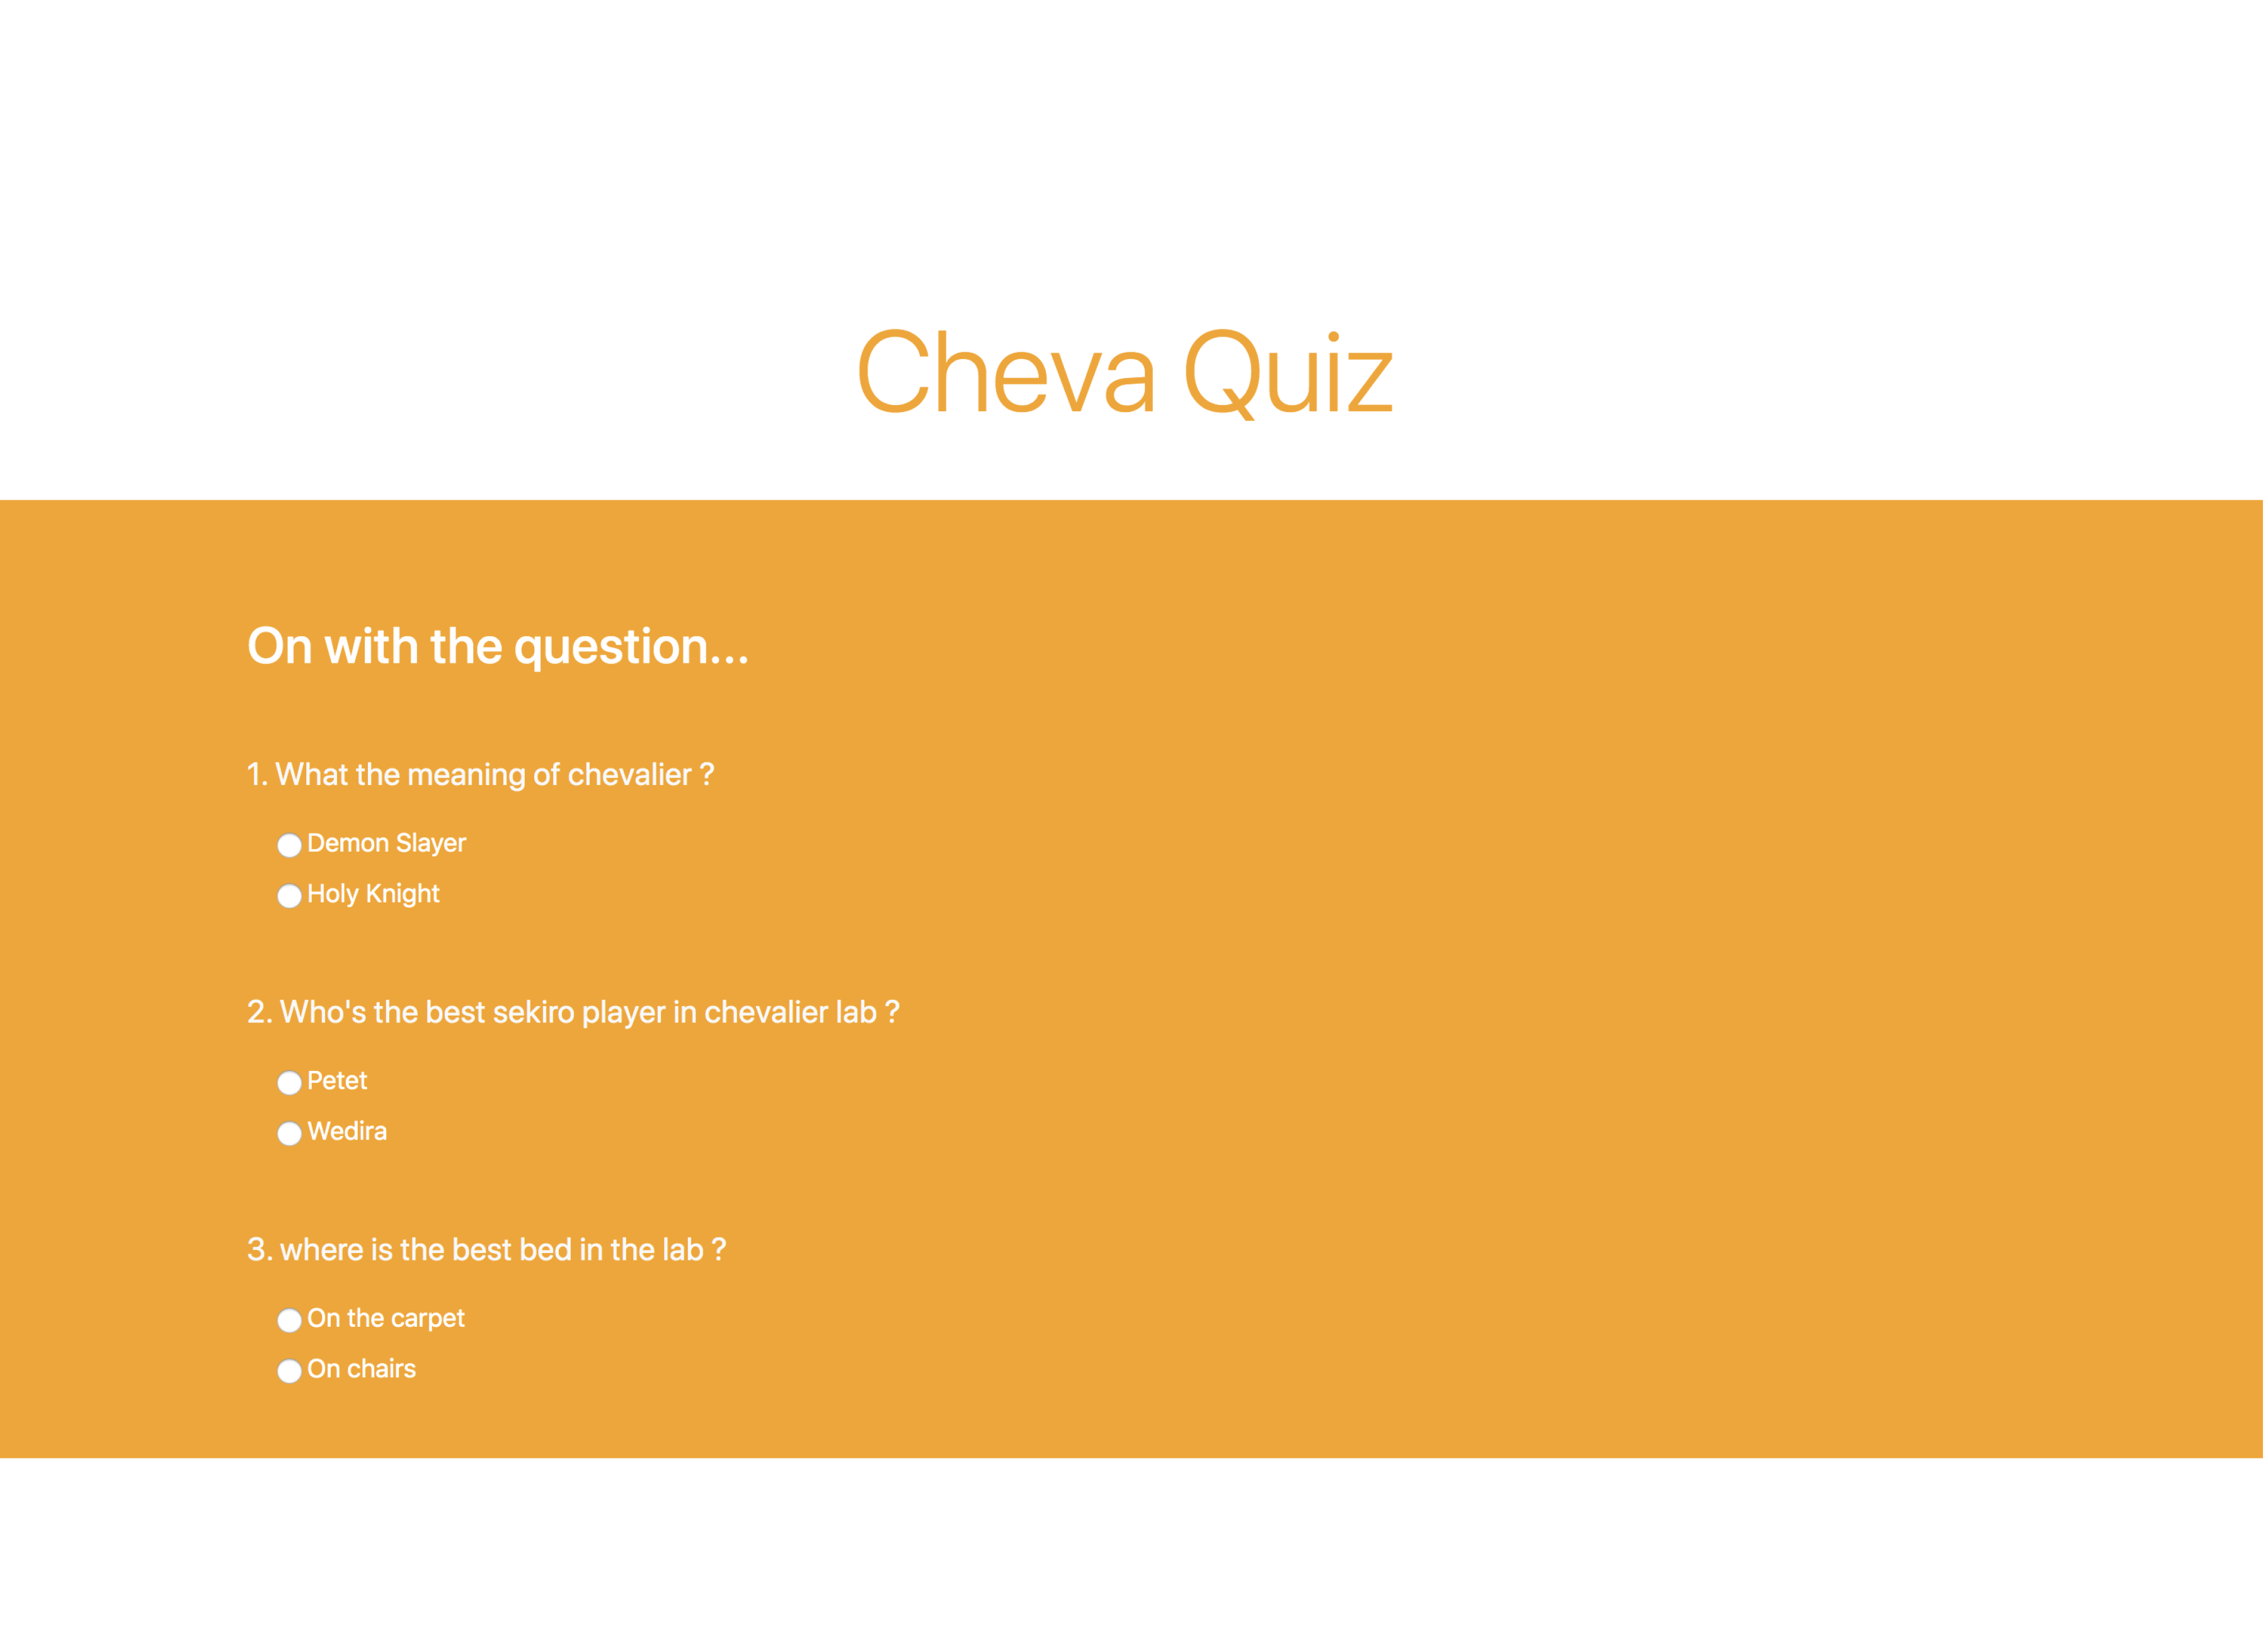 Cheva Quiz
On with the question...
1. What the meaning of chevalier ?
Demon Slayer
Holy Knight
2. Who's the best sekiro player in chevalier lab ?
Petet
Wedira
3. where is the best bed in the lab ?
On the carpet
On chairs